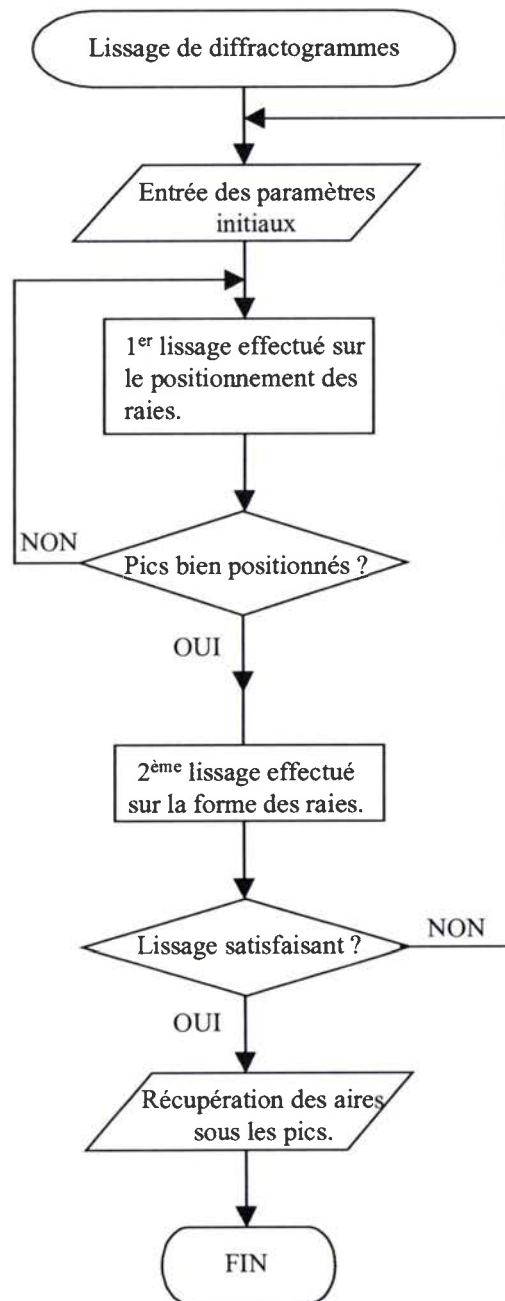 Lissage de diffractogrammes
Entrée des paramètres
initiaux
1er lissage effectué sur
le positionnement des
raies.
NON
Pics bien positionnés ?
OUI
2ème lissage effectué
sur la forme des raies.
Lissage satisfaisant ?
NON
OUI
Récupération des aires
sous les pics.
FIN